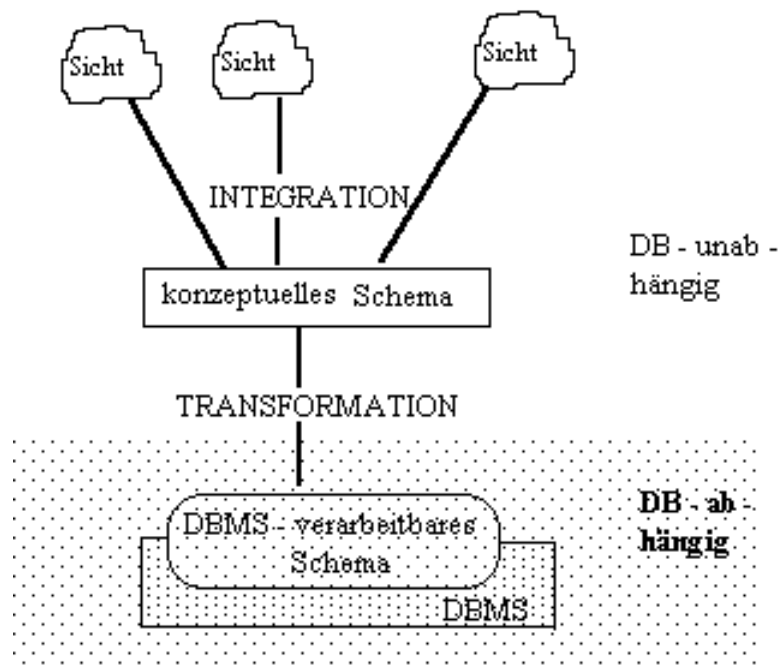 Sicht
Sicht
Sicht
INTEGRATION
DB - unab -
hängig
konzeptuelles Schema
TRANSFORMATION
DB - ab -
hängig
DBMS - verarbeitbares
Schema
DBMS